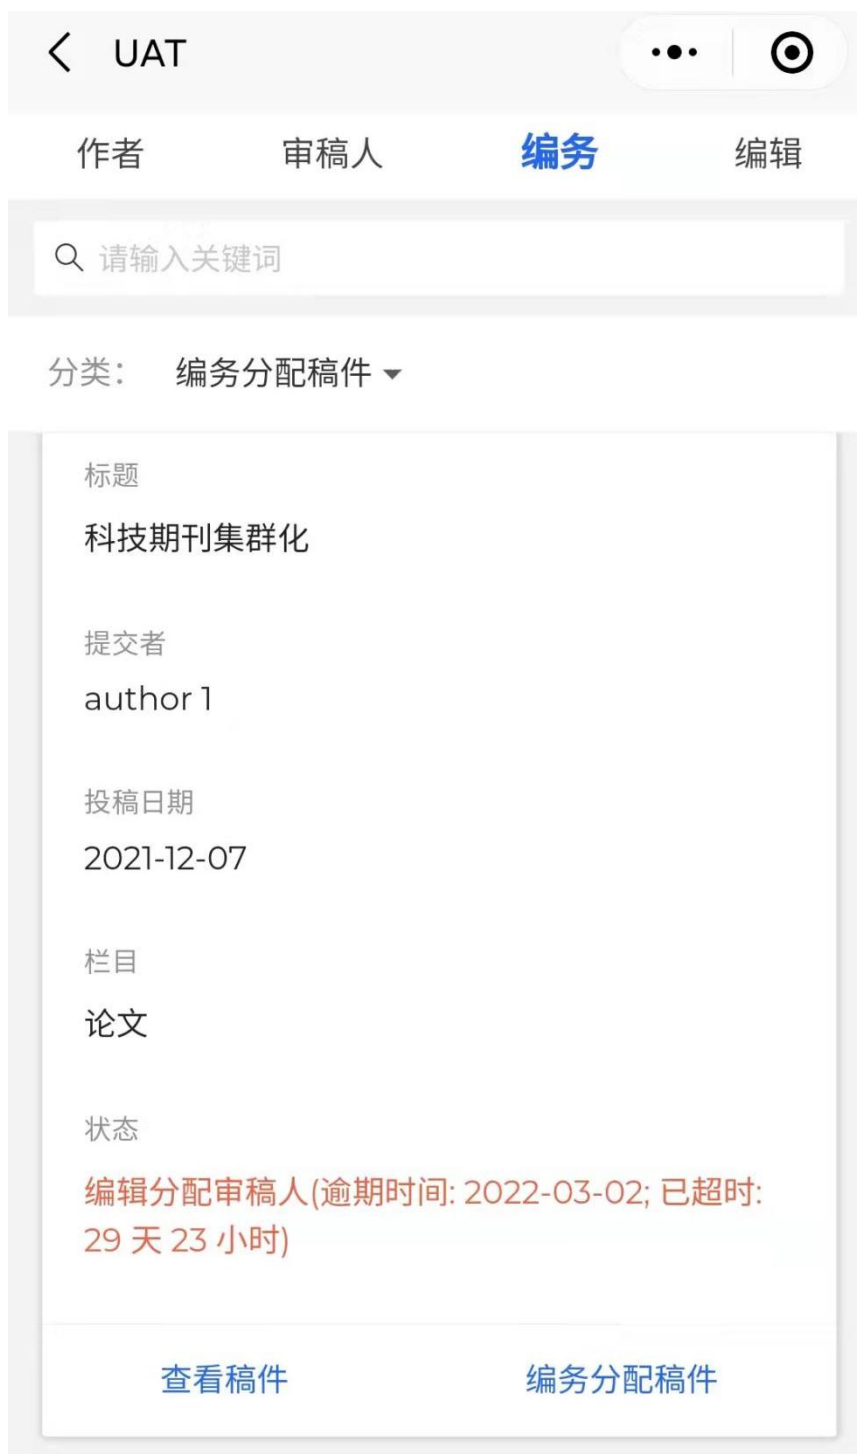 UAT
作者 审稿人 编务 编辑
请输入关键词
分类： 编务分配稿件
标题
科技期刊集群化
提交者
author 1
投稿日期
2021-12-07
栏目
论文
状态
编辑分配审稿人(逾期时间: 2022-03-02; 已超时:
29 天 23 小时)
查看稿件 编务分配稿件